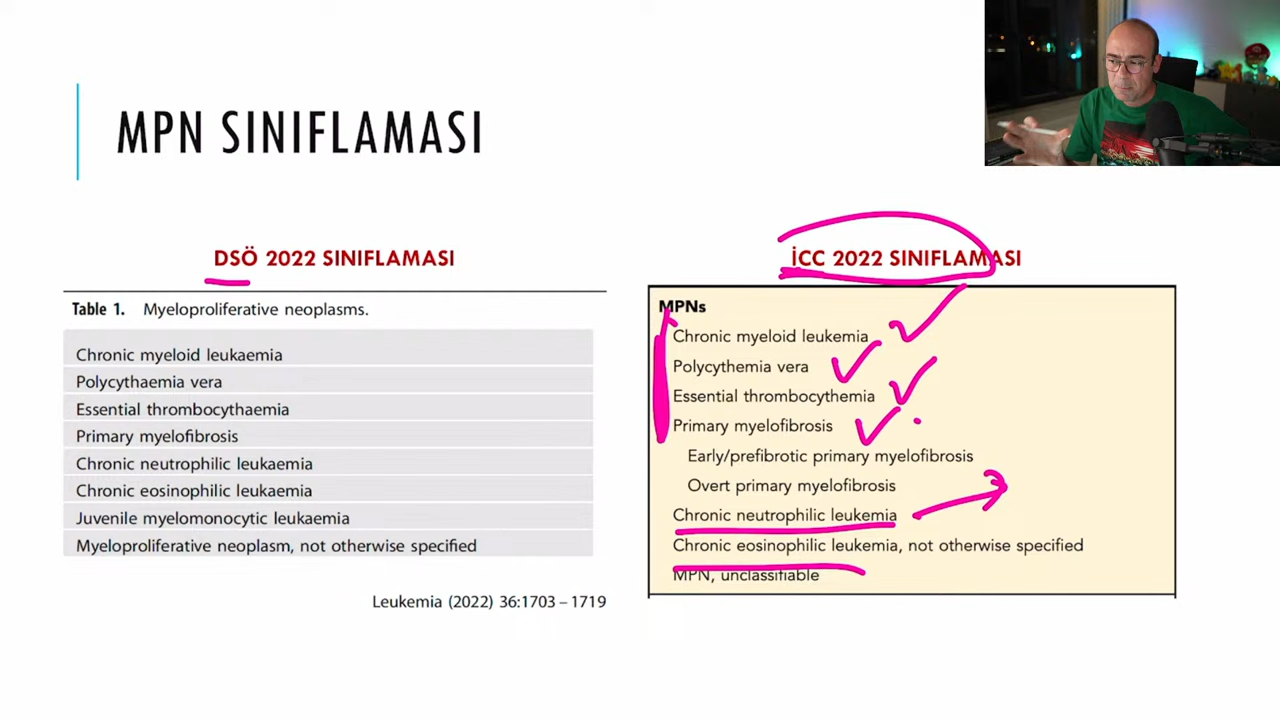 MPN SINIFLAMASI
DSÖ 2022 SINIFLAMASI
Table 1. Myeloproliferative neoplasms.
Chronic myeloid leukaemia
Polycythaemia vera
Essential thrombocythaemia
Primary myelofibrosis
Chronic neutrophilic leukaemia
Chronic eosinophilic leukaemia
Juvenile myelomonocytic leukaemia
Myeloproliferative neoplasm, not otherwise specified
Leukemia (2022) 36:1703 – 1719
İCC 2022 SINIFLAMASI
MPNs
Chronic myeloid leukemia
Polycythemia vera
Essential thrombocythemia
Primary myelofibrosis
Early/prefibrotic primary myelofibrosis
Overt primary myelofibrosis
Chronic neutrophilic leukemia
Chronic eosinophilic leukemia, not otherwise specified
MPN, unclassifiable